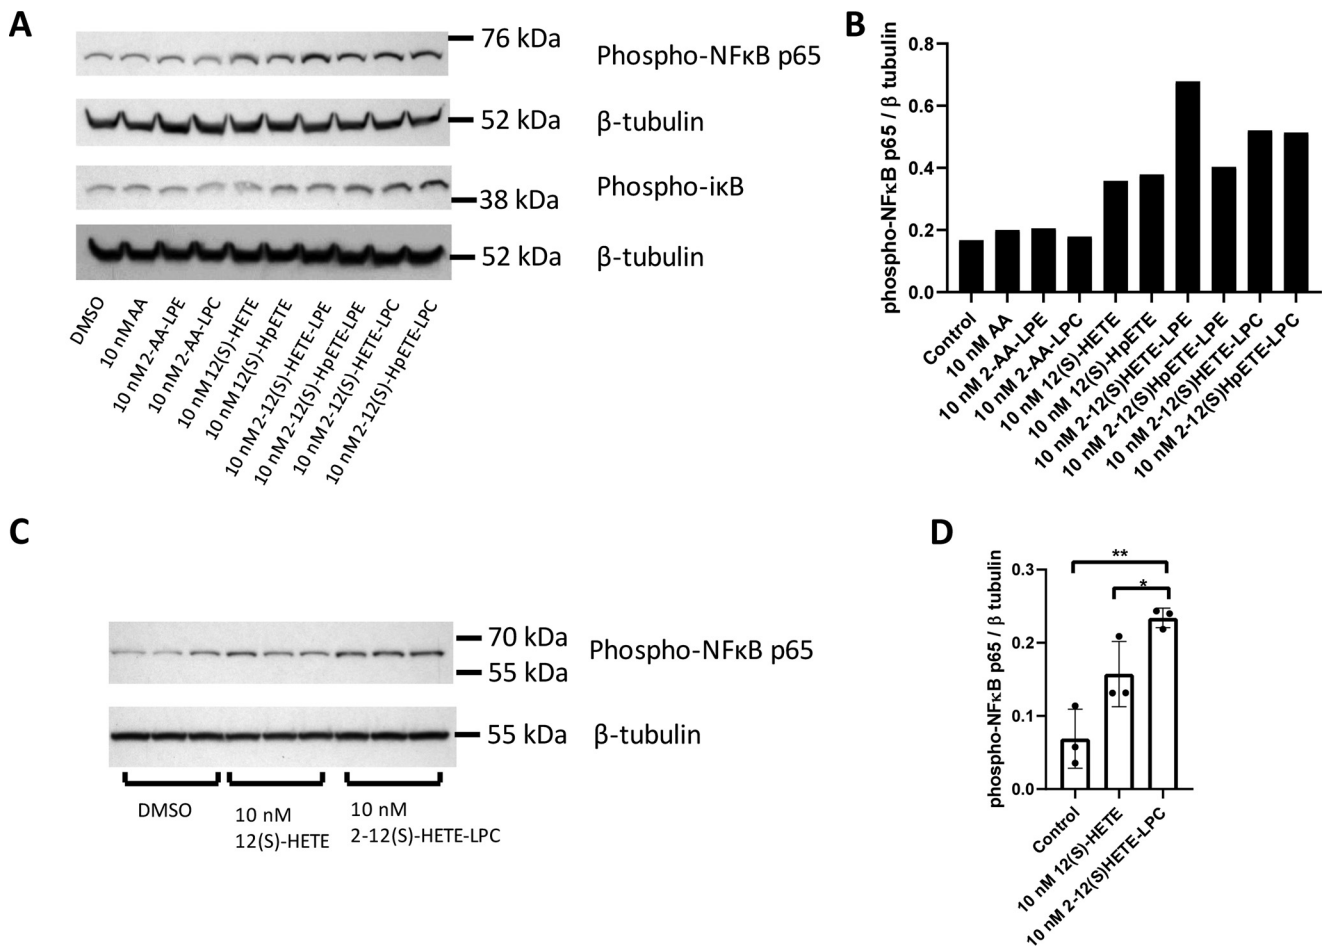 A
76 kDa
Phospho-NFκB p65
52 kDa
β-tubulin
38 kDa
Phospho-iκB
52 kDa
β-tubulin
DMSO
10 nM AA
10 nM 2-AA-LPE
10 nM 2-AA-LPC
10 nM 12(S)-HETE
10 nM 12(S)-HpETE
10 nM 2-12(S)-HETE-LPE
10 nM 2-12(S)-HpETE-LPE
10 nM 2-12(S)-HETE-LPC
10 nM 2-12(S)-HpETE-LPC
B
phospho-NFκB p65 / β tubulin
0.8
0.6
0.4
0.2
0.0
Control
10 nM AA
10 nM 2-AA-LPE
10 nM 2-AA-LPC
10 nM 12(S)-HETE
10 nM 12(S)-HpETE
10 nM 2-12(S)HETE-LPE
10 nM 2-12(S)HpETE-LPE
10 nM 2-12(S)HETE-LPC
10 nM 2-12(S)HpETE-LPC
C
70 kDa
Phospho-NFκB p65
55 kDa
55 kDa
β-tubulin
DMSO
10 nM
12(S)-HETE
10 nM
2-12(S)-HETE-LPC
D
phospho-NFκB p65 / β tubulin
0.3
0.2
0.1
0.0
**
*
Control
10 nM 12(S)-HETE
10 nM 2-12(S)HETE-LPC